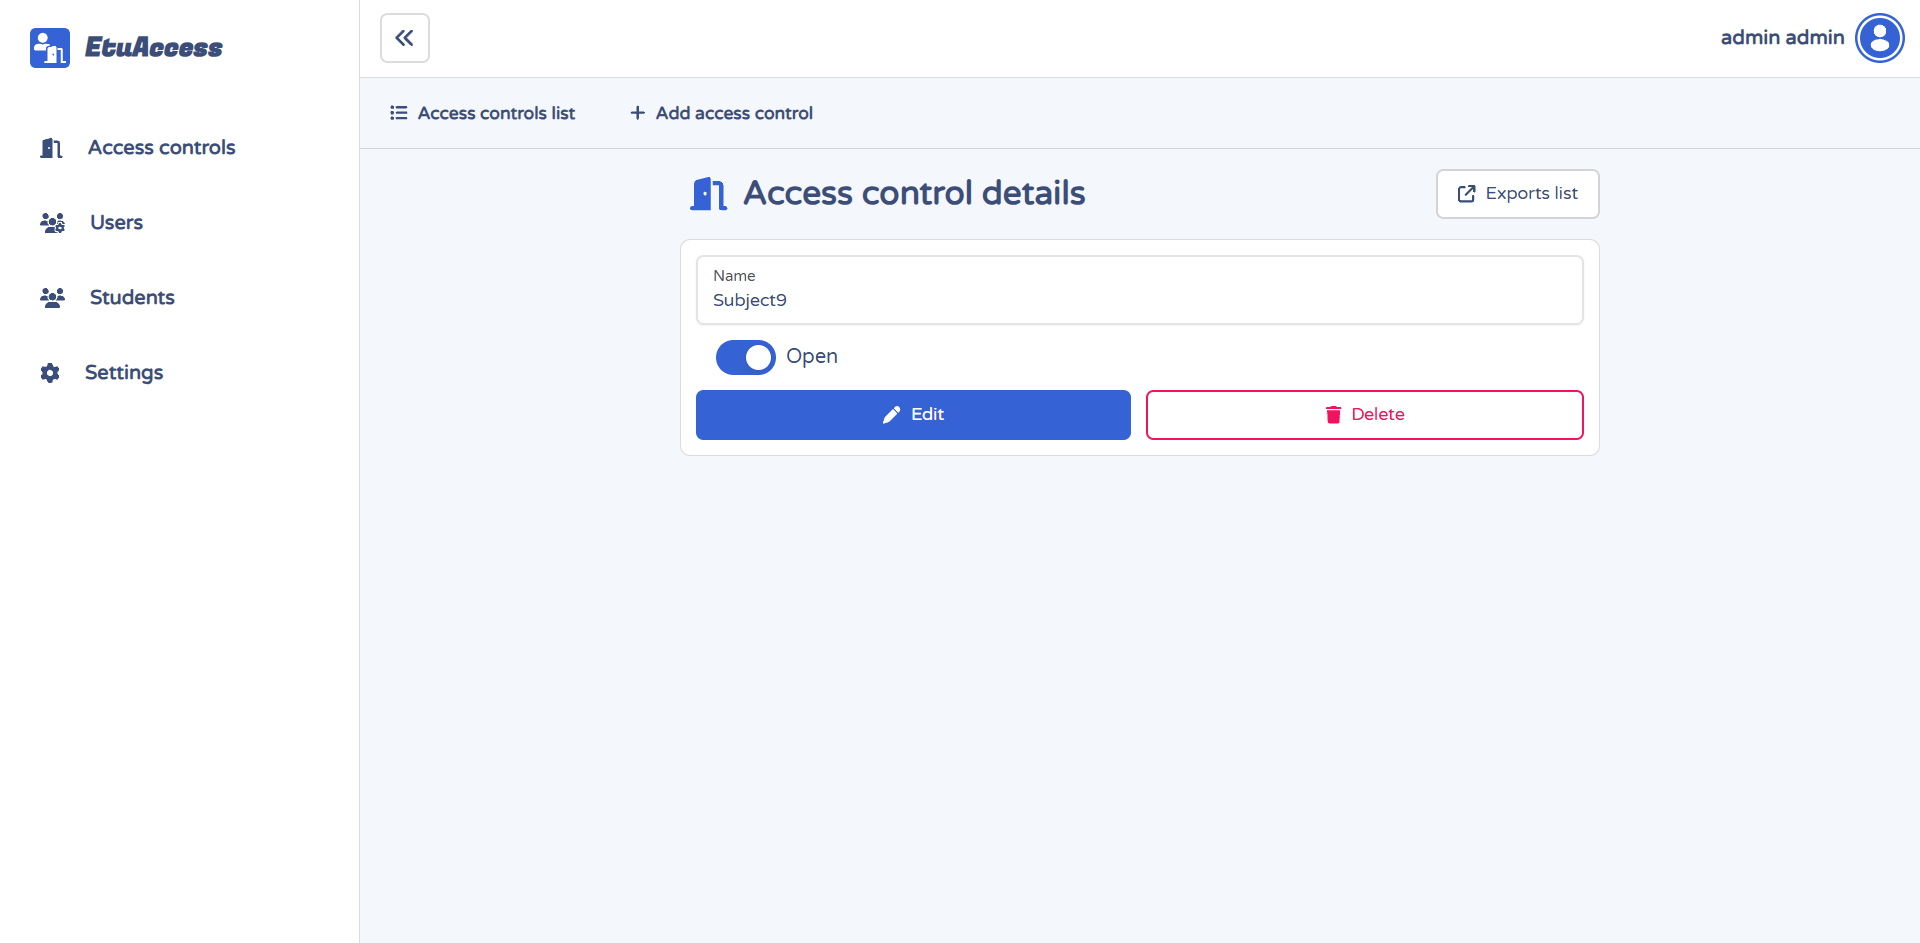 EtuAccess
admin admin
Access controls
Users
Students
Settings
Access controls list
Add access control
Access control details
Exports list
Name
Subject9
Open
Edit
Delete